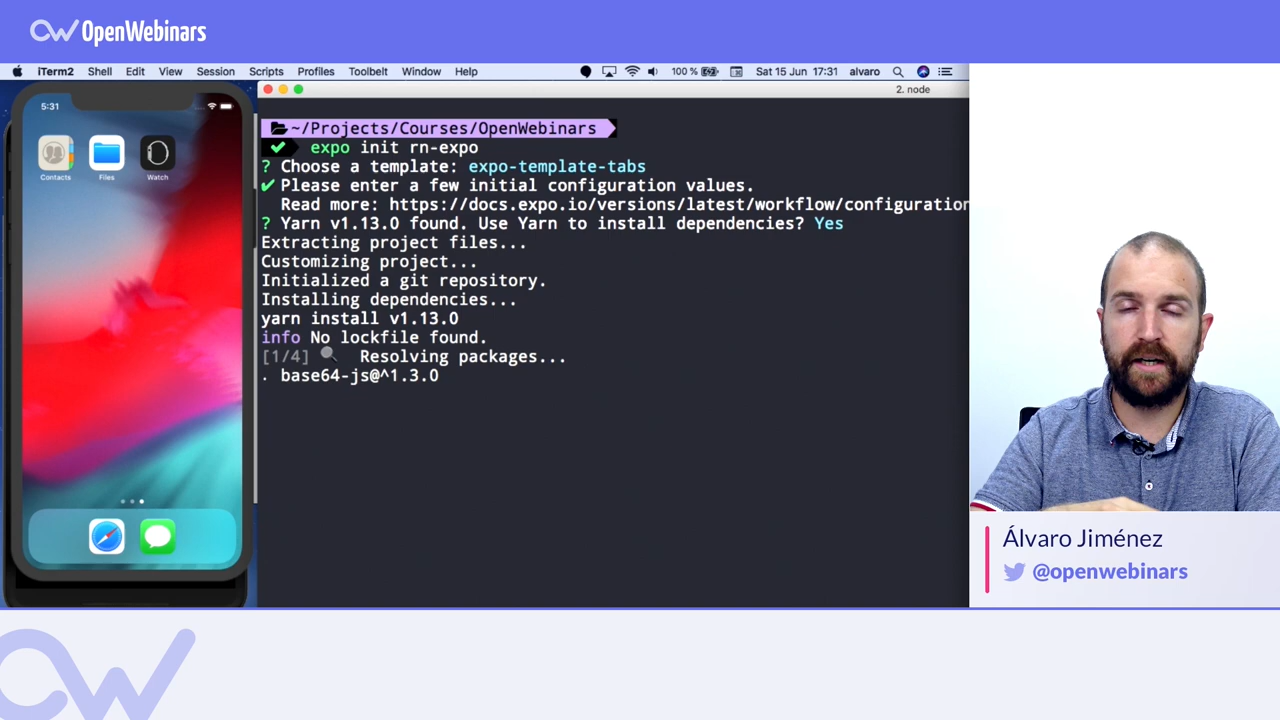 OpenWebinars
iTerm2 Shell Edit View Session Scripts Profiles Toolbelt Window Help 100 % Sat 15 Jun 17:31 alvaro
2. node
5:31
Contacts Files Watch
~/Projects/Courses/OpenWebinars
✔ expo init rn-expo
? Choose a template: expo-template-tabs
✔ Please enter a few initial configuration values.
Read more: https://docs.expo.io/versions/latest/workflow/configuration
? Yarn v1.13.0 found. Use Yarn to install dependencies? Yes
Extracting project files...
Customizing project...
Initialized a git repository.
Installing dependencies...
yarn install v1.13.0
info No lockfile found.
[1/4] 🔍 Resolving packages...
. base64-js@^1.3.0
Álvaro Jiménez
@openwebinars